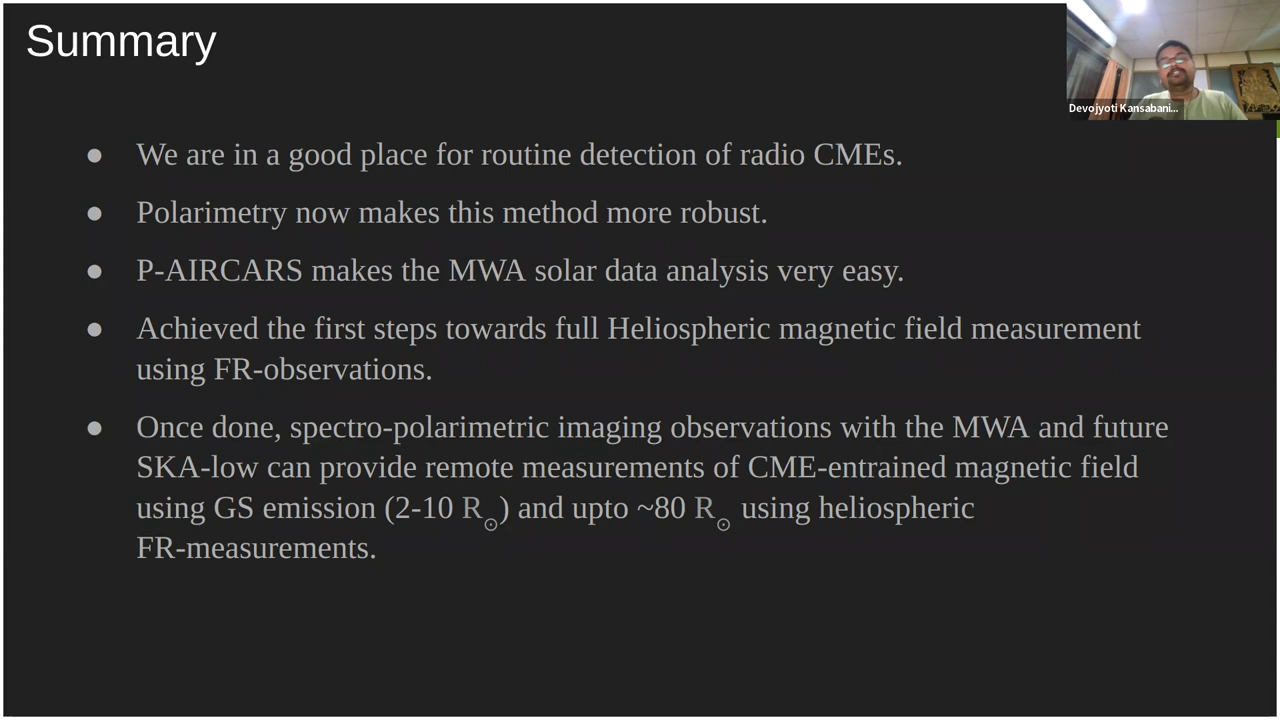 Summary
Devojyoti Kansabani...
● We are in a good place for routine detection of radio CMEs.
● Polarimetry now makes this method more robust.
● P-AIRCARS makes the MWA solar data analysis very easy.
● Achieved the first steps towards full Heliospheric magnetic field measurement
using FR-observations.
● Once done, spectro-polarimetric imaging observations with the MWA and future
SKA-low can provide remote measurements of CME-entrained magnetic field
using GS emission (2-10 R☉) and upto ~80 R☉ using heliospheric
FR-measurements.